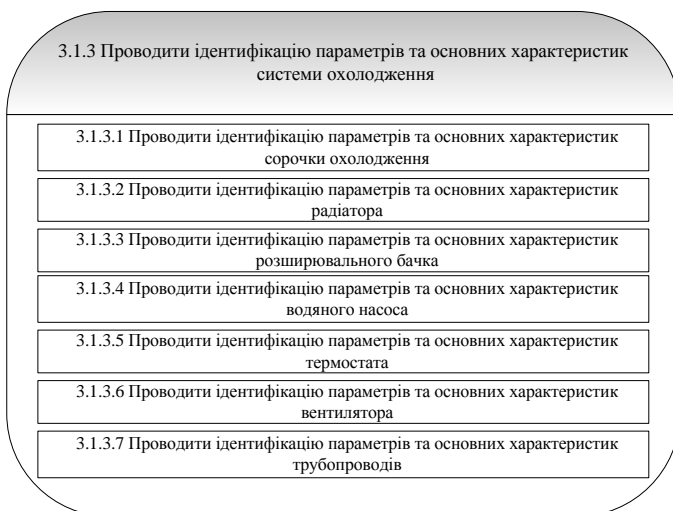 3.1.3 Проводити ідентифікацію параметрів та основних характеристик
системи охолодження
3.1.3.1 Проводити ідентифікацію параметрів та основних характеристик
сорочки охолодження
3.1.3.2 Проводити ідентифікацію параметрів та основних характеристик
радіатора
3.1.3.3 Проводити ідентифікацію параметрів та основних характеристик
розширювального бачка
3.1.3.4 Проводити ідентифікацію параметрів та основних характеристик
водяного насоса
3.1.3.5 Проводити ідентифікацію параметрів та основних характеристик
термостата
3.1.3.6 Проводити ідентифікацію параметрів та основних характеристик
вентилятора
3.1.3.7 Проводити ідентифікацію параметрів та основних характеристик
трубопроводів